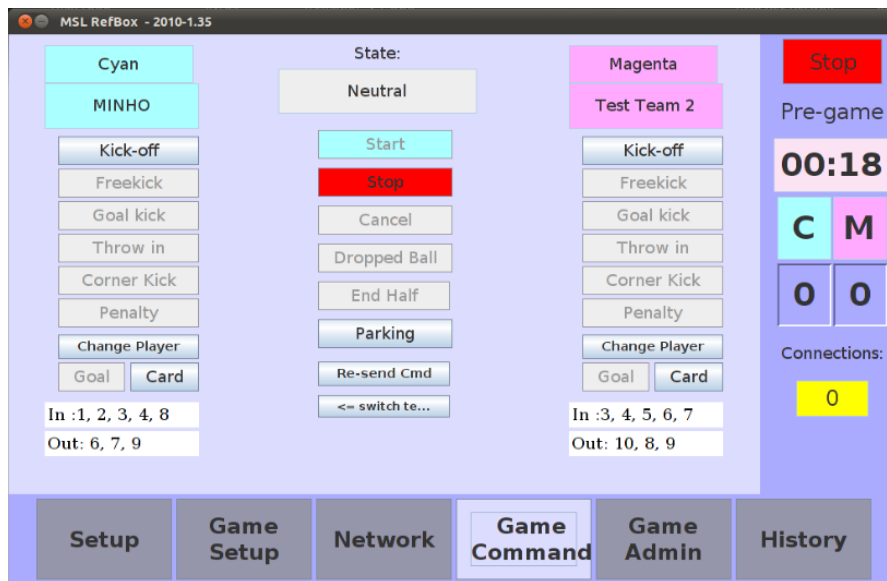 MSL RefBox - 2010-1.35
Cyan
MINHO
Kick-off
Freekick
Goal kick
Throw in
Corner Kick
Penalty
Change Player
Goal Card
In :1, 2, 3, 4, 8
Out: 6, 7, 9
State:
Neutral
Start
Stop
Cancel
Dropped Ball
End Half
Parking
Re-send Cmd
<= switch te...
Magenta
Test Team 2
Kick-off
Freekick
Goal kick
Throw in
Corner Kick
Penalty
Change Player
Goal Card
In :3, 4, 5, 6, 7
Out: 10, 8, 9
Stop
Pre-game
00:18
C M
0 0
Connections:
0
Setup
Game
Setup
Network
Game
Command
Game
Admin
History